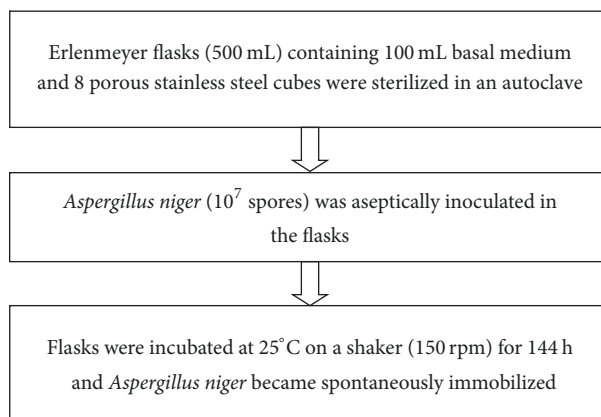 Erlenmeyer flasks (500 mL) containing 100 mL basal medium
and 8 porous stainless steel cubes were sterilized in an autoclave
Aspergillus niger (10⁷ spores) was aseptically inoculated in
the flasks
Flasks were incubated at 25°C on a shaker (150 rpm) for 144 h
and Aspergillus niger became spontaneously immobilized